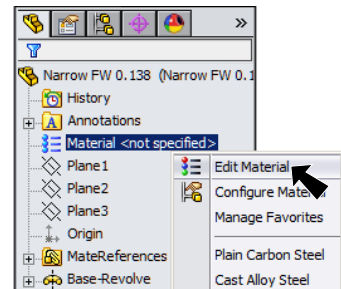 »
Narrow FW 0.138 (Narrow FW 0.1
History
A Annotations
Material <not specified>
Plane1
Edit Material
Plane2
Configure Material
Plane3
Manage Favorites
Origin
MateReferences
Plain Carbon Steel
Base-Revolve
Cast Alloy Steel